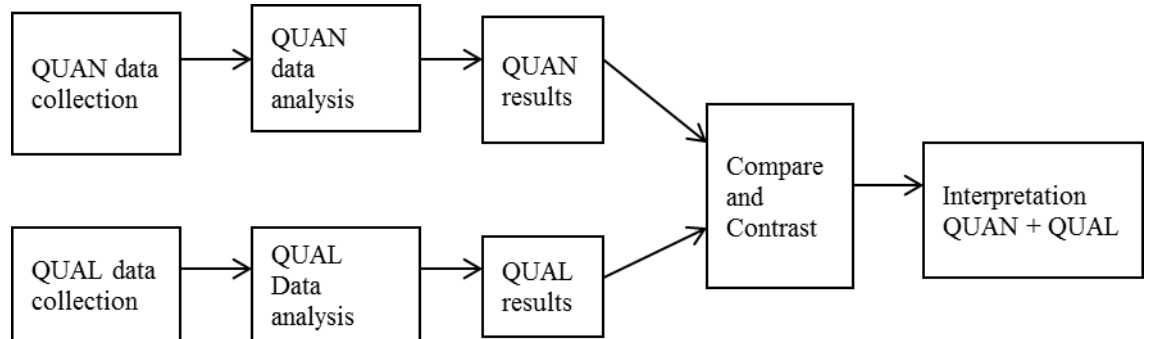 QUAN data
collection
QUAN
data
analysis
QUAN
results
QUAL data
collection
QUAL
Data
analysis
QUAL
results
Compare
and
Contrast
Interpretation
QUAN + QUAL